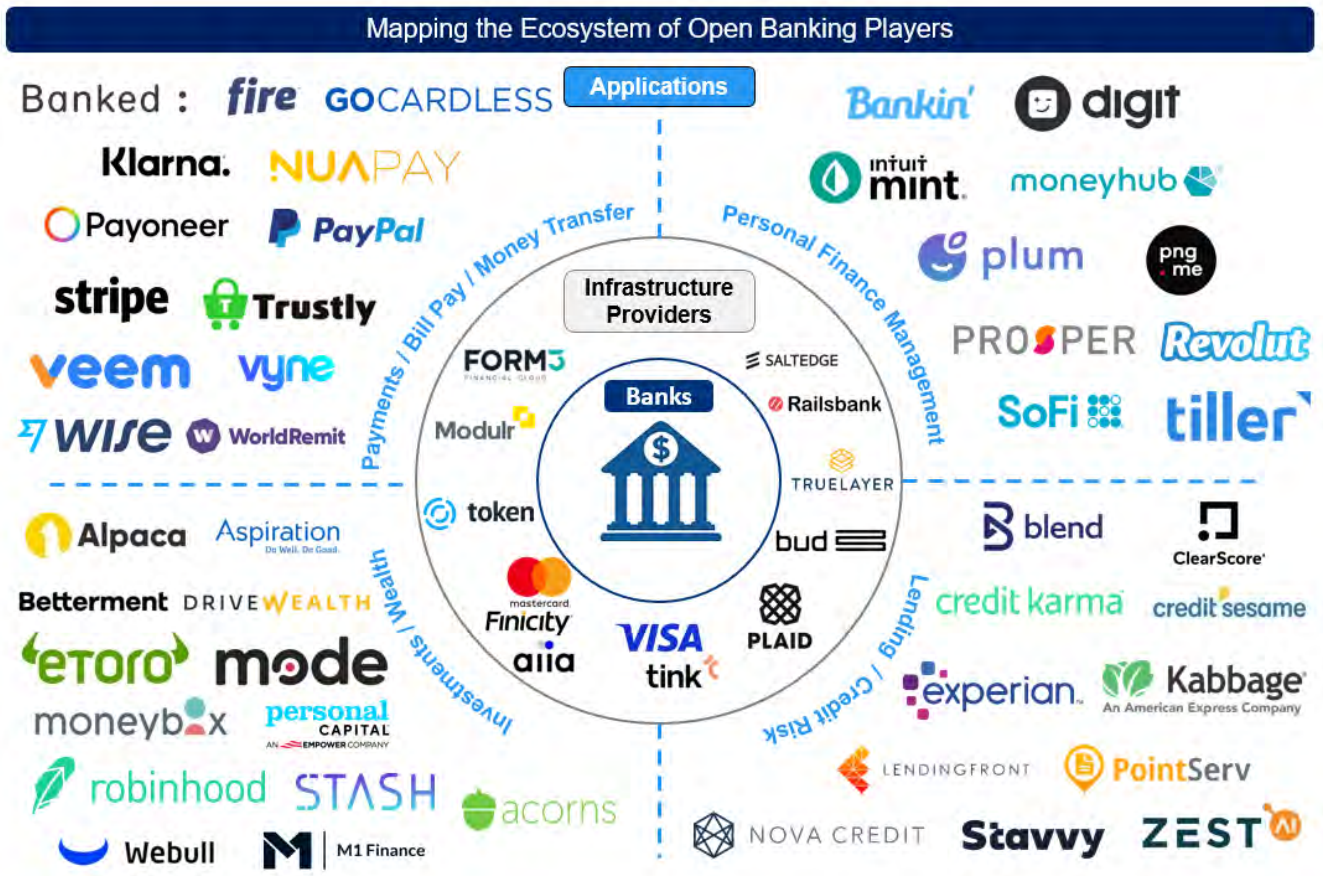 Mapping the Ecosystem of Open Banking Players
Applications
Banked :
fire
GOCARDLESS
Klarna.
NUAPAY
Payoneer
PayPal
stripe
T
Trustly
veem
vyne
WISE
W
WorldRemit
Payments / Bill Pay / Money Transfer
Bankin'
digit
intuit
mint.
moneyhub
plum
png
.me
PROSPER
Revolut
SoFi
tiller
Personal Finance Management
Infrastructure
Providers
FORM3
FINANCIAL CLOUD
Modulr
token
mastercard.
Finicity
aiia
VISA
tink
PLAID
bud
TRUELAYER
Railsbank
SALTEDGE
Banks
$
Alpaca
Aspiration
Do Well. Do Good.
Betterment
DRIVEWEALTH
eToro
mode
moneybox
personal
CAPITAL
AN EMPOWER COMPANY
robinhood
STASH
acorns
Webull
M1
M1 Finance
Investments / Wealth
blend
ClearScore
credit karma
credit sesame
experian.
Kabbage
An American Express Company
LENDINGFRONT
PointServ
NOVA CREDIT
Stavvy
ZEST AI
Lending / Credit Risk